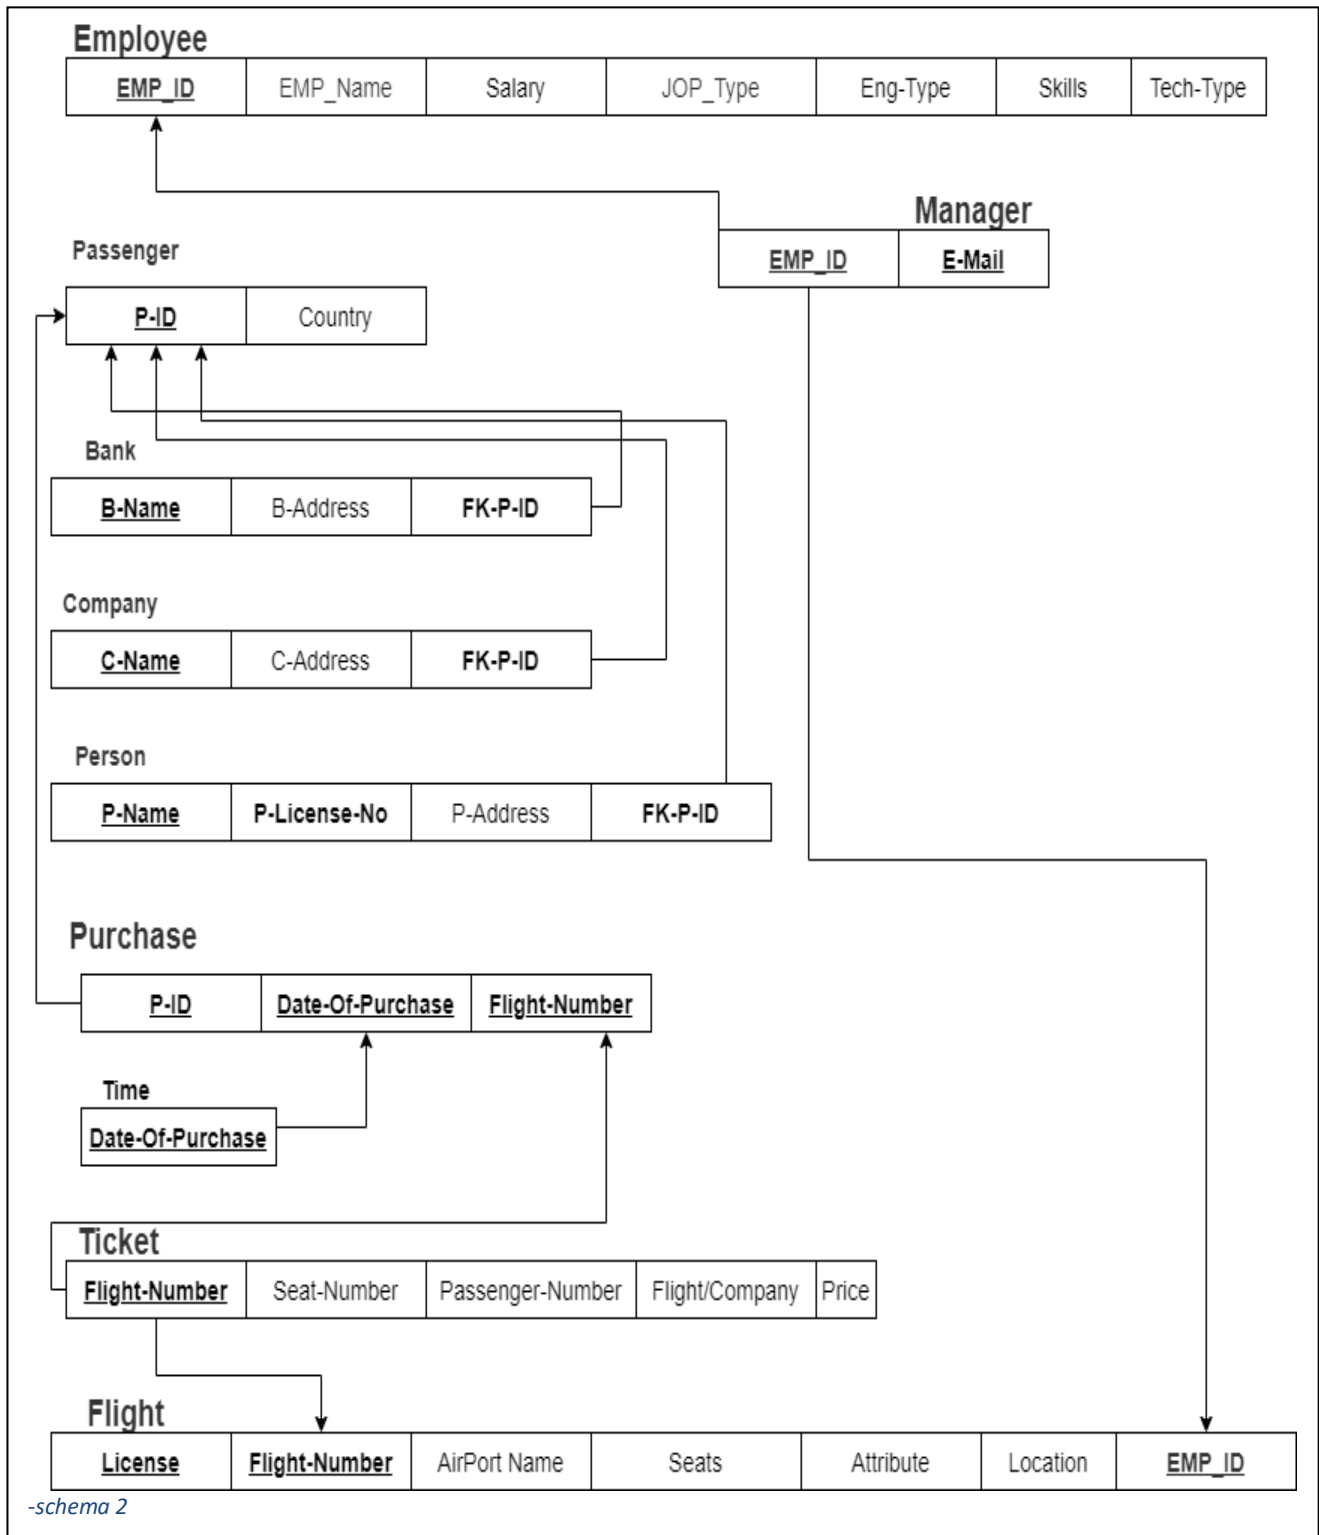 Employee
EMP_ID EMP_Name Salary JOP_Type Eng-Type Skills Tech-Type
Manager
EMP_ID E-Mail
Passenger
P-ID Country
Bank
B-Name B-Address FK-P-ID
Company
C-Name C-Address FK-P-ID
Person
P-Name P-License-No P-Address FK-P-ID
Purchase
P-ID Date-Of-Purchase Flight-Number
Time
Date-Of-Purchase
Ticket
Flight-Number Seat-Number Passenger-Number Flight/Company Price
Flight
License Flight-Number AirPort Name Seats Attribute Location EMP_ID
-schema 2